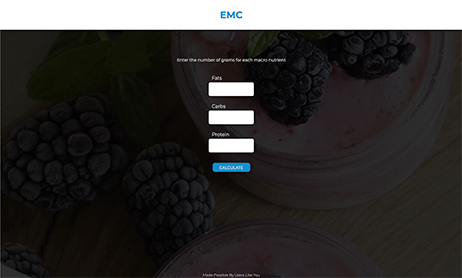 EMC
Enter the number of grams for each macro nutrient
Fats
Carbs
Protein
CALCULATE
Made Possible By Users Like You